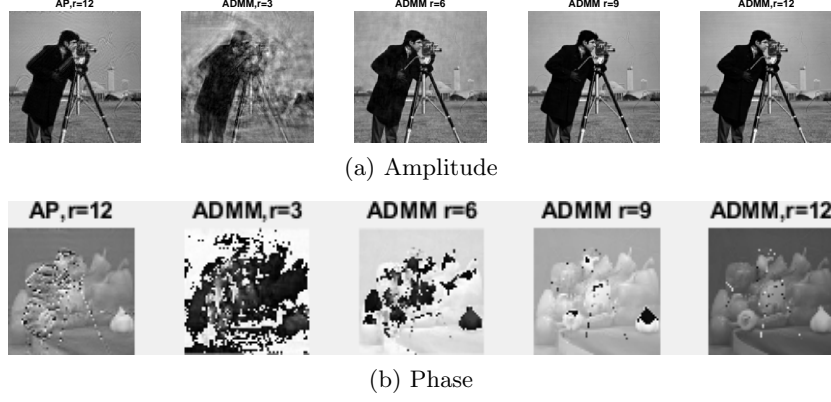 AP,r=12 ADMM,r=3 ADMM r=6 ADMM r=9 ADMM,r=12
(a) Amplitude
AP,r=12 ADMM,r=3 ADMM r=6 ADMM r=9 ADMM,r=12
(b) Phase